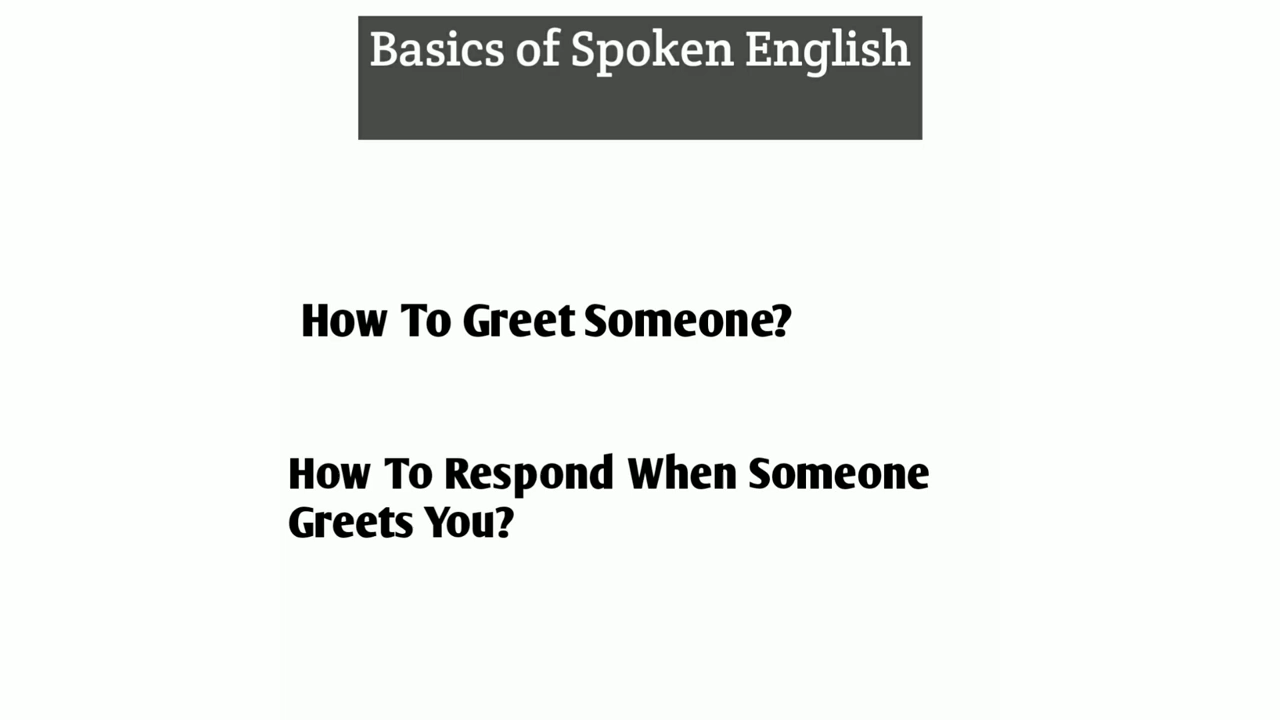 Basics of Spoken English
How To Greet Someone?
How To Respond When Someone
Greets You?